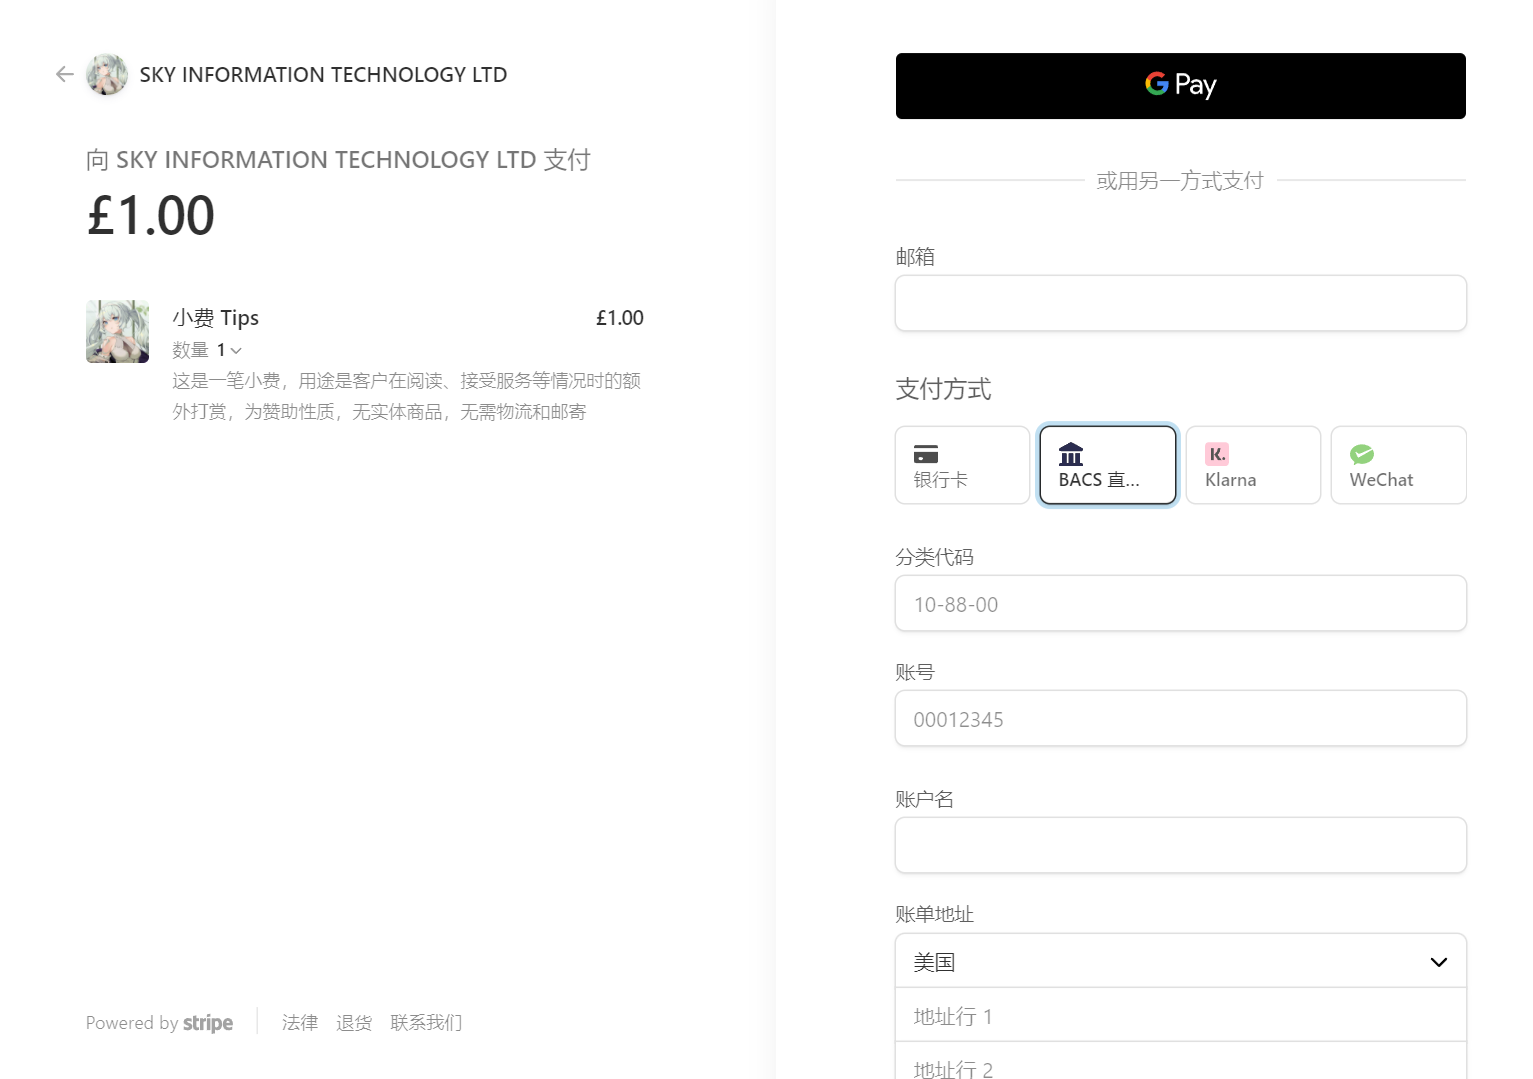 SKY INFORMATION TECHNOLOGY LTD
向 SKY INFORMATION TECHNOLOGY LTD 支付
£1.00
小费 Tips £1.00
数量 1
这是一笔小费，用途是客户在阅读、接受服务等情况时的额
外打赏，为赞助性质，无实体商品，无需物流和邮寄
Powered by stripe 法律 退货 联系我们
G Pay
或用另一方式支付
邮箱
支付方式
银行卡
BACS 直...
K.
Klarna
WeChat
分类代码
10-88-00
账号
00012345
账户名
账单地址
美国
地址行 1
地址行 2